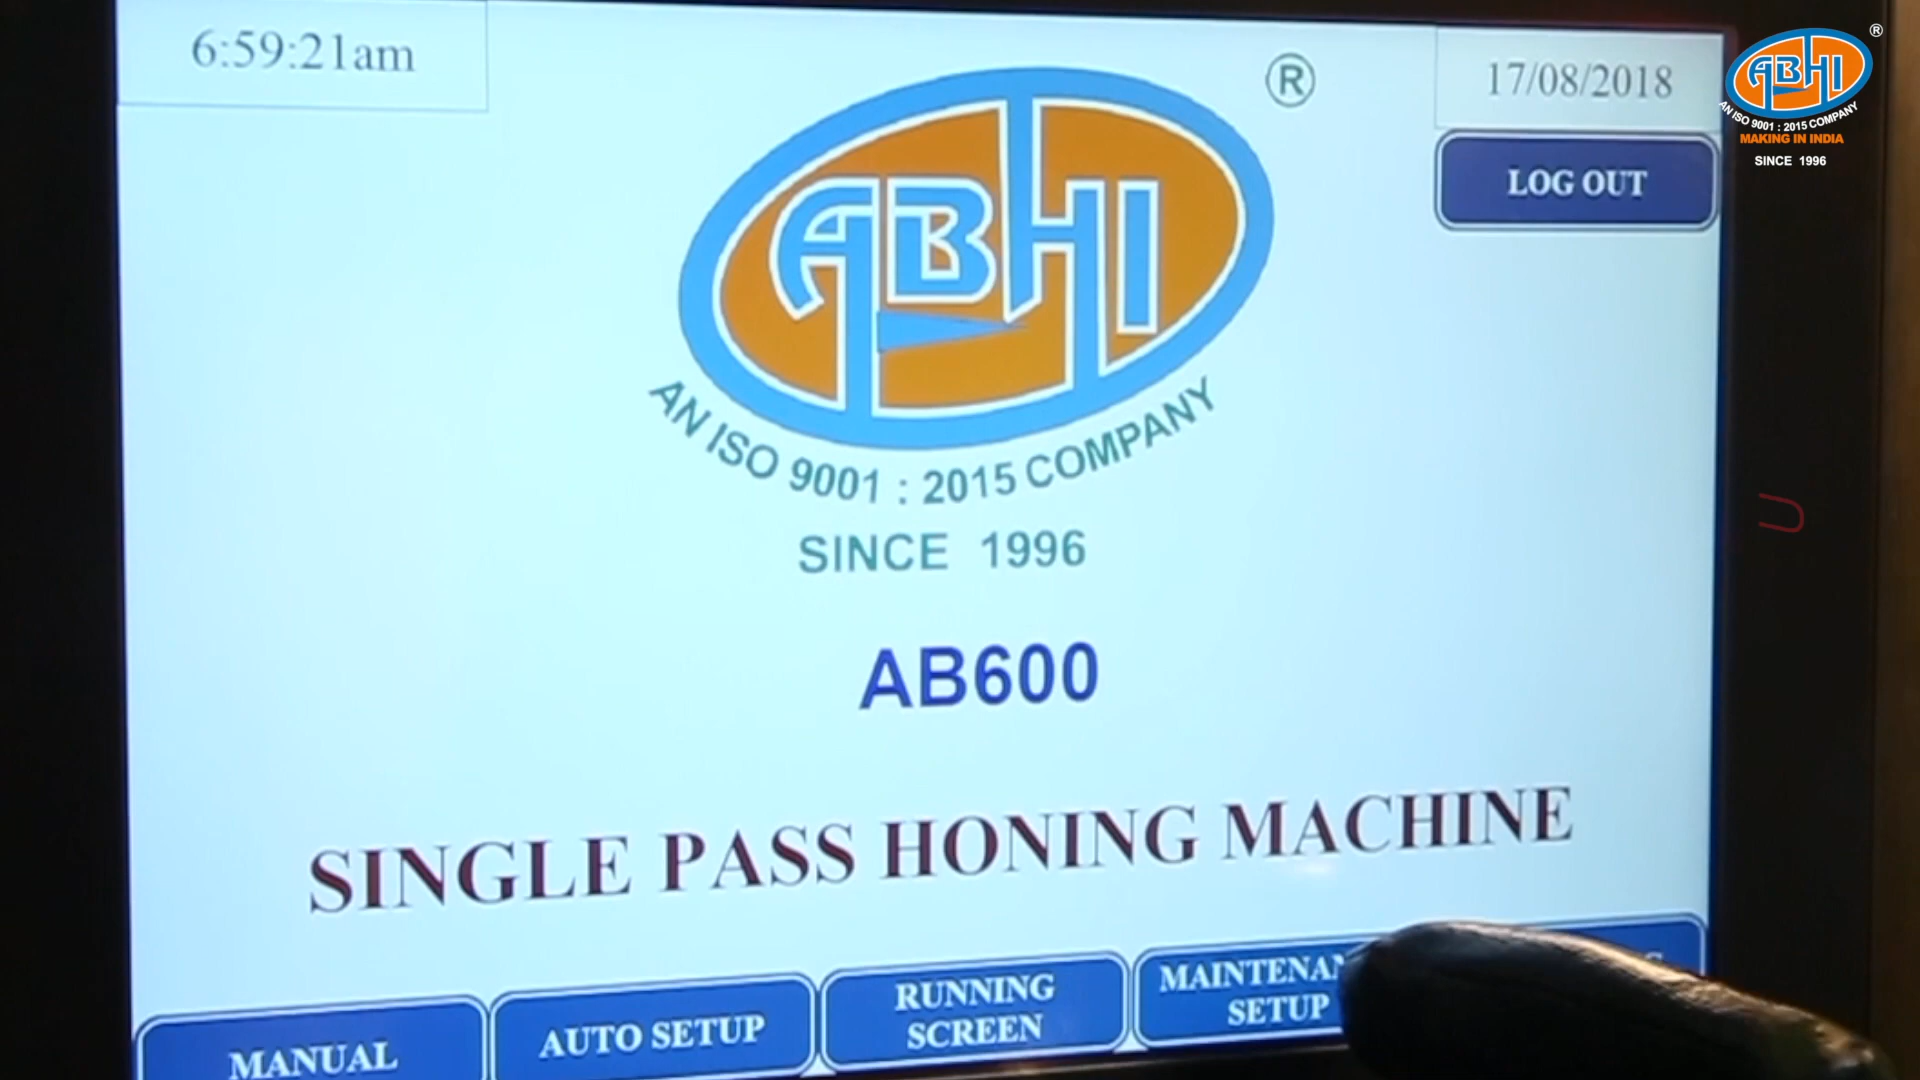 6:59:21am
®
17/08/2018
LOG OUT
ABHI
AN ISO 9001 : 2015 COMPANY
SINCE 1996
AB600
SINGLE PASS HONING MACHINE
MANUAL
AUTO SETUP
RUNNING
SCREEN
SETUP
®
ABHI
AN ISO 9001 : 2015 COMPANY
MAKING IN INDIA
SINCE 1996